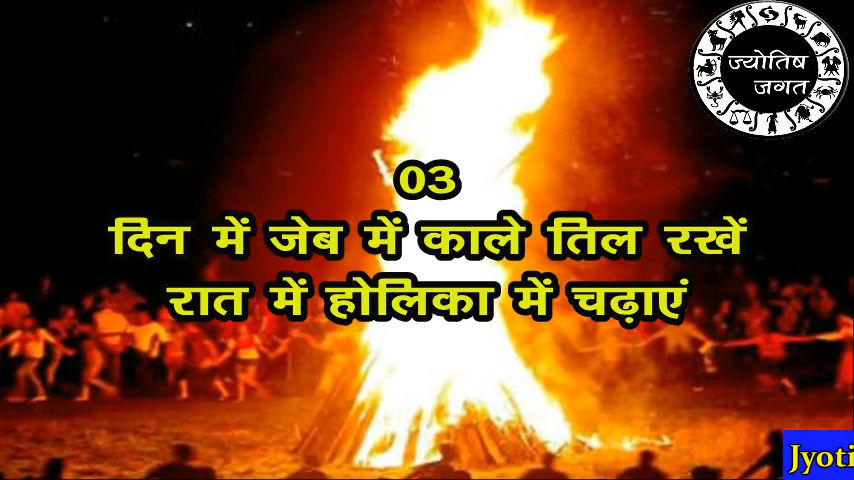 ज्योतिष
जगत
03
दिन में जेब में काले तिल रखें
रात में होलिका में चढ़ाएं
Jyoti